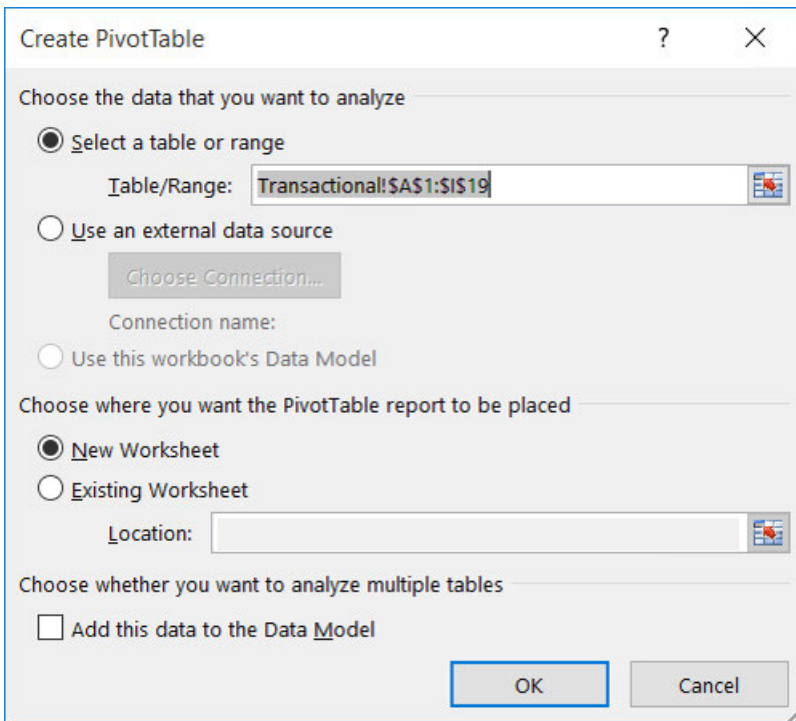 Create PivotTable ?
Choose the data that you want to analyze
Select a table or range
Table/Range: Transactional!$A$1:$I$19
Use an external data source
Choose Connection...
Connection name:
Use this workbook's Data Model
Choose where you want the PivotTable report to be placed
New Worksheet
Existing Worksheet
Location:
Choose whether you want to analyze multiple tables
Add this data to the Data Model
OK Cancel